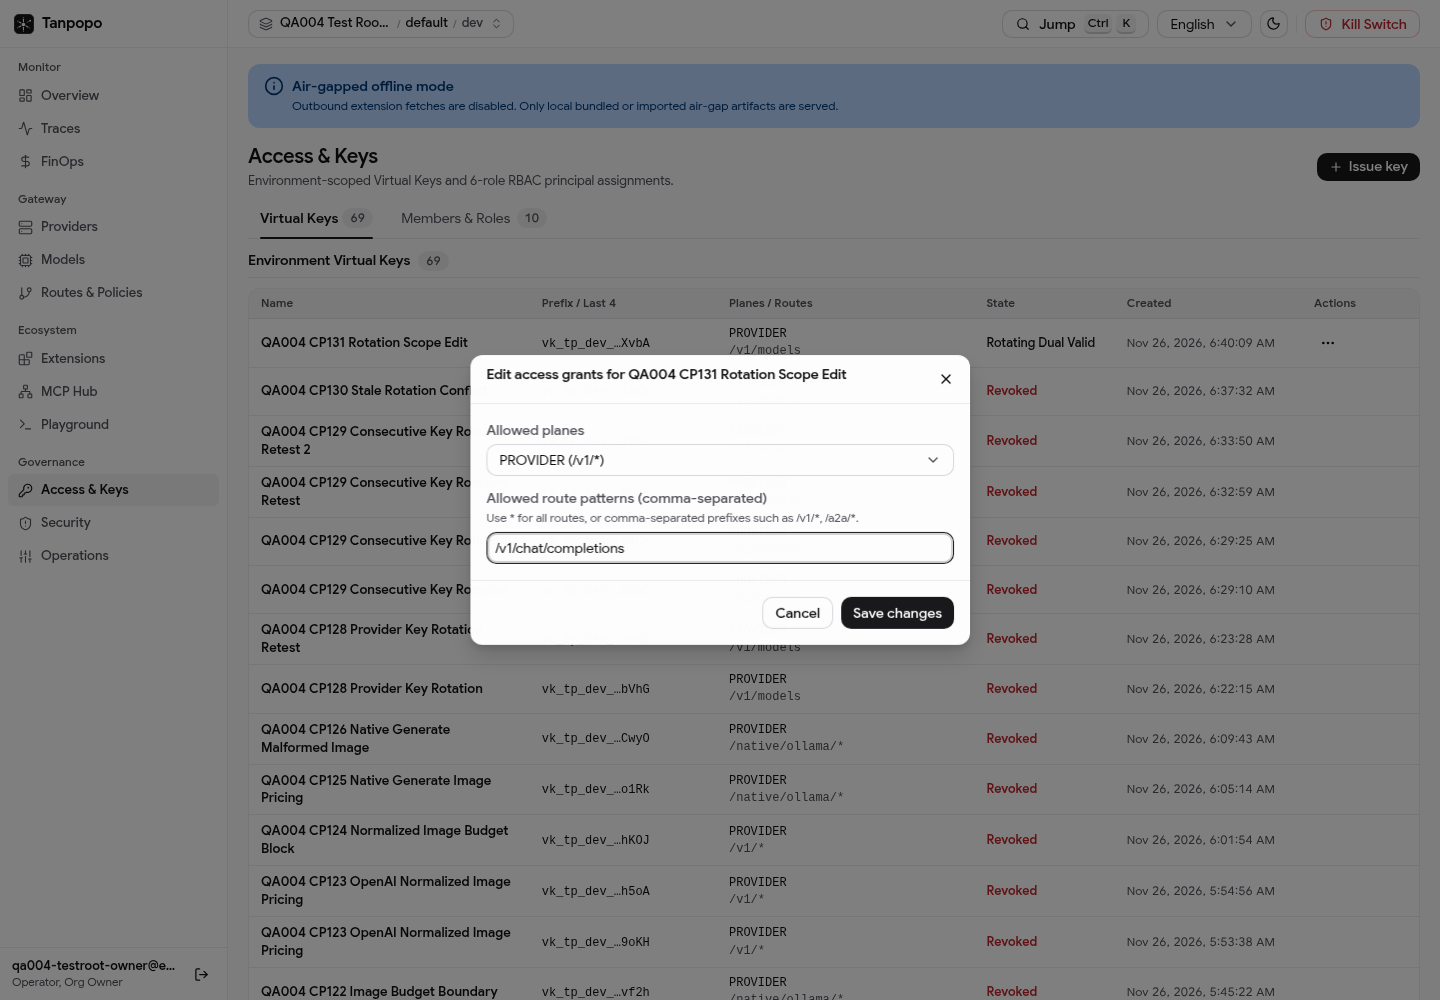 Tanpopo
QA004 Test Roo... / default / dev
Jump Ctrl K
English
Kill Switch
Monitor
Overview
Traces
FinOps
Gateway
Providers
Models
Routes & Policies
Ecosystem
Extensions
MCP Hub
Playground
Governance
Access & Keys
Security
Operations
qa004-testroot-owner@e...
Operator, Org Owner
Air-gapped offline mode
Outbound extension fetches are disabled. Only local bundled or imported air-gap artifacts are served.
Access & Keys
Environment-scoped Virtual Keys and 6-role RBAC principal assignments.
+ Issue key
Virtual Keys 69
Members & Roles 10
Environment Virtual Keys 69
Name Prefix / Last 4 Planes / Routes State Created Actions
QA004 CP131 Rotation Scope Edit vk_tp_dev_…XvbA PROVIDER Rotating Dual Valid Nov 26, 2026, 6:40:09 AM ...
/v1/models
QA004 CP130 Stale Rotation Conf Revoked Nov 26, 2026, 6:37:32 AM
QA004 CP129 Consecutive Key Ro Revoked Nov 26, 2026, 6:33:50 AM
Retest 2
QA004 CP129 Consecutive Key Ro Revoked Nov 26, 2026, 6:32:59 AM
Retest
QA004 CP129 Consecutive Key Ro Revoked Nov 26, 2026, 6:29:25 AM
QA004 CP129 Consecutive Key Ro Revoked Nov 26, 2026, 6:29:10 AM
QA004 CP128 Provider Key Rotatio Revoked Nov 26, 2026, 6:23:28 AM
Retest /v1/models
QA004 CP128 Provider Key Rotation vk_tp_dev_…bVhG PROVIDER Revoked Nov 26, 2026, 6:22:15 AM
/v1/models
QA004 CP126 Native Generate vk_tp_dev_…CwyO PROVIDER Revoked Nov 26, 2026, 6:09:43 AM
Malformed Image /native/ollama/*
QA004 CP125 Native Generate Image vk_tp_dev_…o1Rk PROVIDER Revoked Nov 26, 2026, 6:05:14 AM
Pricing /native/ollama/*
QA004 CP124 Normalized Image Budget vk_tp_dev_…hKOJ PROVIDER Revoked Nov 26, 2026, 6:01:54 AM
Block /v1/*
QA004 CP123 OpenAI Normalized Image vk_tp_dev_…h5oA PROVIDER Revoked Nov 26, 2026, 5:54:56 AM
Pricing /v1/*
QA004 CP123 OpenAI Normalized Image vk_tp_dev_…9oKH PROVIDER Revoked Nov 26, 2026, 5:53:38 AM
Pricing /v1/*
QA004 CP122 Image Budget Boundary vk_tp_dev_…vf2h PROVIDER Revoked Nov 26, 2026, 5:45:22 AM
/native/ollama/*
Edit access grants for QA004 CP131 Rotation Scope Edit
Allowed planes
PROVIDER (/v1/*)
Allowed route patterns (comma-separated)
Use * for all routes, or comma-separated prefixes such as /v1/*, /a2a/*.
/v1/chat/completions
Cancel
Save changes